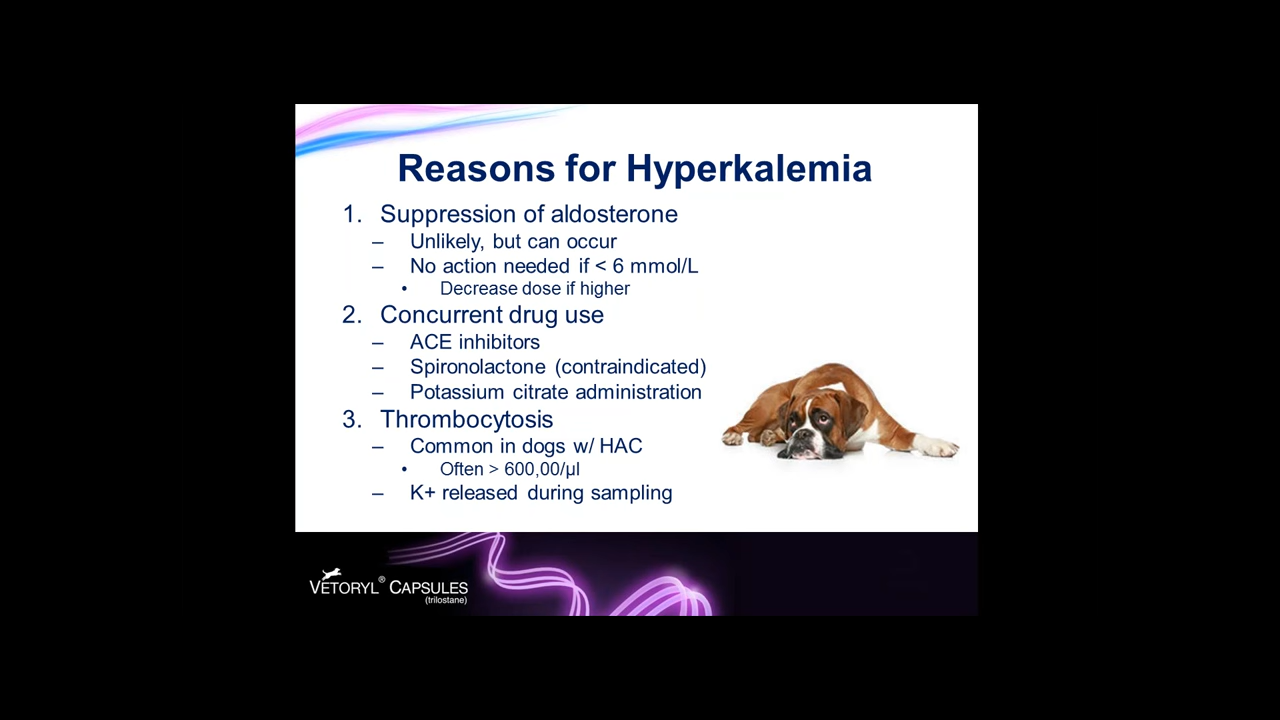 Reasons for Hyperkalemia
1. Suppression of aldosterone
– Unlikely, but can occur
– No action needed if < 6 mmol/L
• Decrease dose if higher
2. Concurrent drug use
– ACE inhibitors
– Spironolactone (contraindicated)
– Potassium citrate administration
3. Thrombocytosis
– Common in dogs w/ HAC
• Often > 600,00/µl
– K+ released during sampling
VETORYL® CAPSULES
(trilostane)